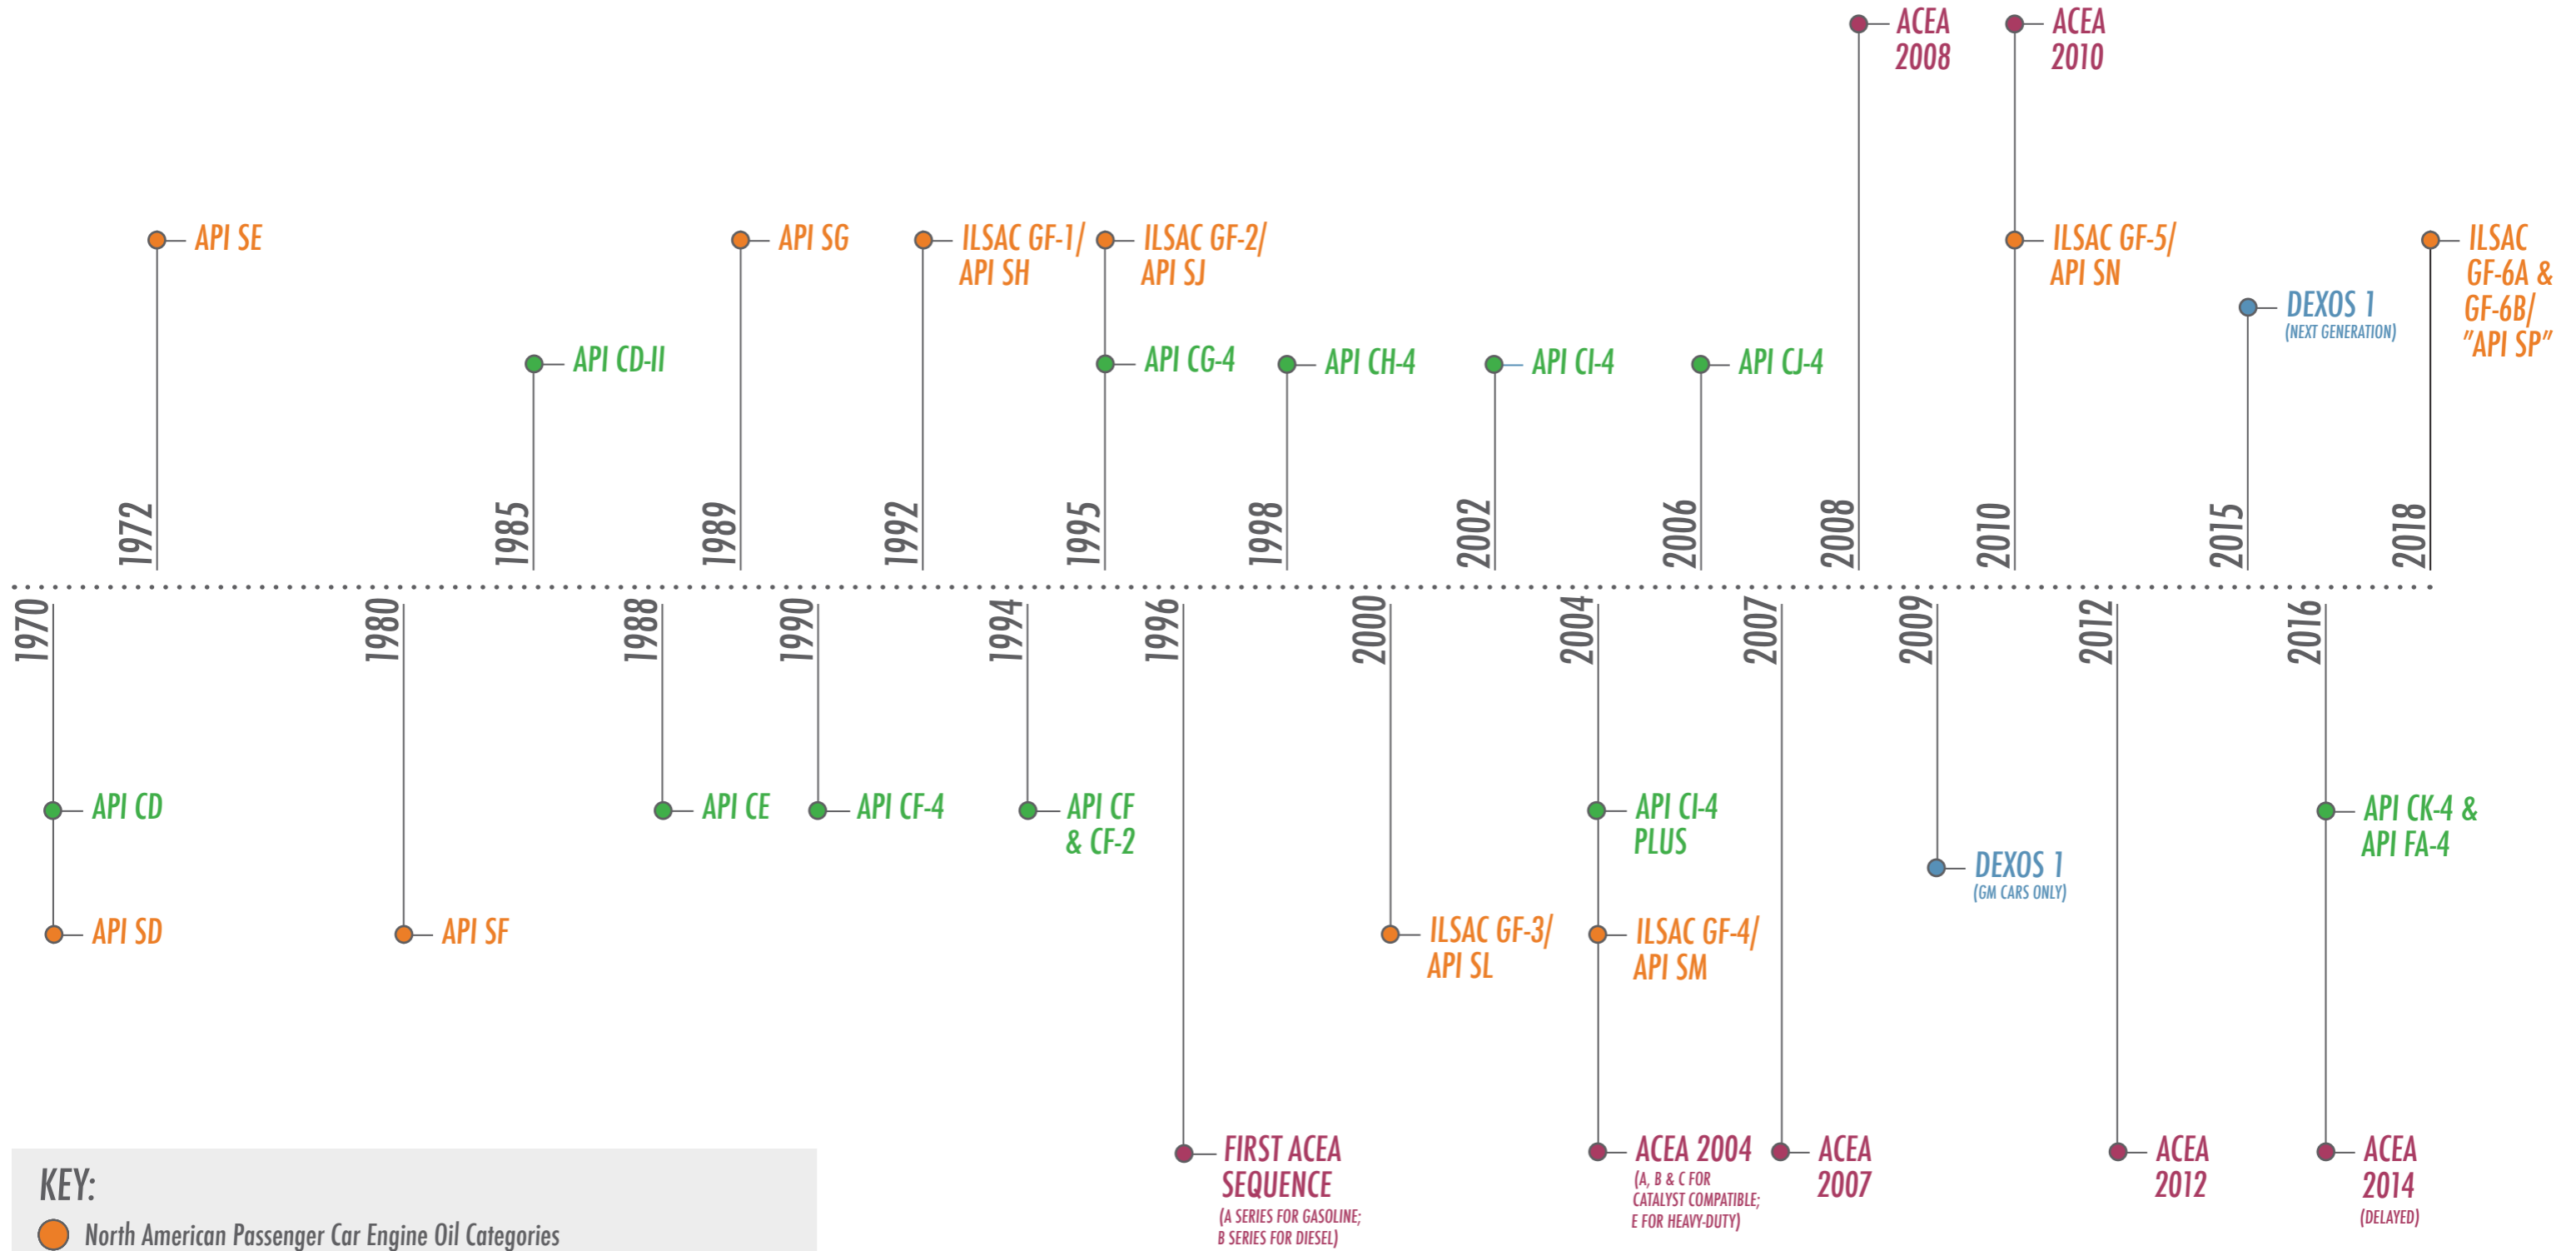 ACEA
2008
ACEA
2010
API SE
API SG
ILSAC GF-1/
API SH
ILSAC GF-2/
API SJ
ILSAC GF-5/
API SN
ILSAC
GF-6A &
GF-6B/
"API SP"
DEXOS 1
(NEXT GENERATION)
API CD-II
API CG-4
API CH-4
API CI-4
API CJ-4
1972
1985
1989
1992
1995
1998
2002
2006
2008
2010
2015
2018
1970
1980
1988
1990
1994
1996
2000
2004
2007
2009
2012
2016
API CD
API CE
API CF-4
API CF
& CF-2
API CI-4
PLUS
API CK-4 &
API FA-4
DEXOS 1
(GM CARS ONLY)
API SD
API SF
ILSAC GF-3/
API SL
ILSAC GF-4/
API SM
FIRST ACEA
SEQUENCE
(A SERIES FOR GASOLINE;
B SERIES FOR DIESEL)
ACEA 2004
(A, B & C FOR
CATALYST COMPATIBLE;
E FOR HEAVY-DUTY)
ACEA
2007
ACEA
2012
ACEA
2014
(DELAYED)
KEY:
North American Passenger Car Engine Oil Categories